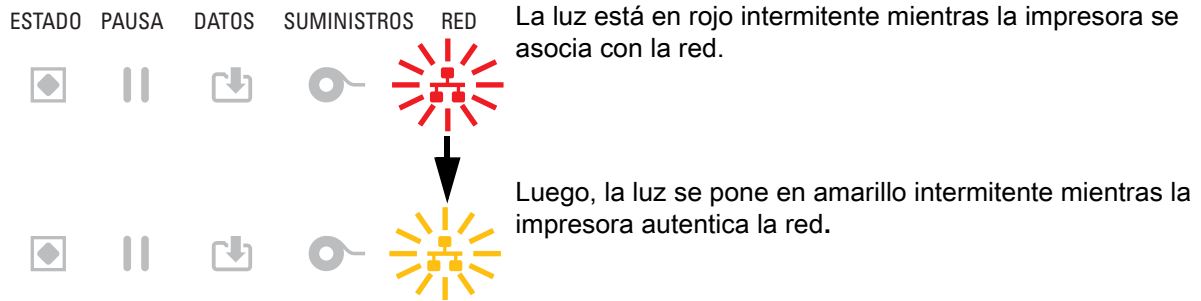 ESTADO PAUSA DATOS SUMINISTROS RED
La luz está en rojo intermitente mientras la impresora se
asocia con la red.
Luego, la luz se pone en amarillo intermitente mientras la
impresora autentica la red.